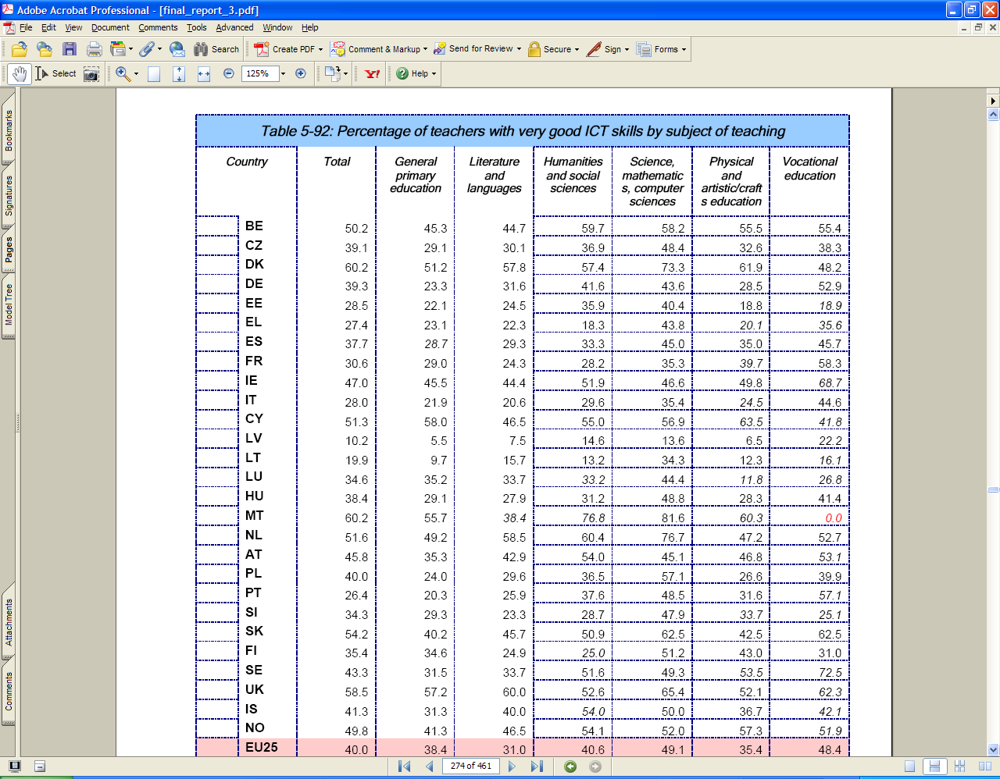 Adobe Acrobat Professional - [final_report_3.pdf]
File Edit View Document Comments Tools Advanced Window Help
Search Create PDF Comment & Markup Send for Review Secure Sign Forms
Select 125% Y! Help
Bookmarks
Signatures
Pages
Model Tree
Attachments
Comments
Table 5-92: Percentage of teachers with very good ICT skills by subject of teaching
Country Total General Literature Humanities Science, Physical Vocational
primary and and social mathematic and education
education languages sciences s, computer artistic/craft
sciences s education
BE 50.2 45.3 44.7 59.7 58.2 55.5 55.4
CZ 39.1 29.1 30.1 36.9 48.4 32.6 38.3
DK 60.2 51.2 57.8 57.4 73.3 61.9 48.2
DE 39.3 23.3 31.6 41.6 43.6 28.5 52.9
EE 28.5 22.1 24.5 35.9 40.4 18.8 18.9
EL 27.4 23.1 22.3 18.3 43.8 20.1 35.6
ES 37.7 28.7 29.3 33.3 45.0 35.0 45.7
FR 30.6 29.0 24.3 28.2 35.3 39.7 58.3
IE 47.0 45.5 44.4 51.9 46.6 49.8 68.7
IT 28.0 21.9 20.6 29.6 35.4 24.5 44.6
CY 51.3 58.0 46.5 55.0 56.9 63.5 41.8
LV 10.2 5.5 7.5 14.6 13.6 6.5 22.2
LT 19.9 9.7 15.7 13.2 34.3 12.3 16.1
LU 34.6 35.2 33.7 33.2 44.4 11.8 26.8
HU 38.4 29.1 27.9 31.2 48.8 28.3 41.4
MT 60.2 55.7 38.4 76.8 81.6 60.3 0.0
NL 51.6 49.2 58.5 60.4 76.7 47.2 52.7
AT 45.8 35.3 42.9 54.0 45.1 46.8 53.1
PL 40.0 24.0 29.6 36.5 57.1 26.6 39.9
PT 26.4 20.3 25.9 37.6 48.5 31.6 57.1
SI 34.3 29.3 23.3 28.7 47.9 33.7 25.1
SK 54.2 40.2 45.7 50.9 62.5 42.5 62.5
FI 35.4 34.6 24.9 25.0 51.2 43.0 31.0
SE 43.3 31.5 33.7 51.6 49.3 53.5 72.5
UK 58.5 57.2 60.0 52.6 65.4 52.1 62.3
IS 41.3 31.3 40.0 54.0 50.0 36.7 42.1
NO 49.8 41.3 46.5 54.1 52.0 57.3 51.9
EU25 40.0 38.4 31.0 40.6 49.1 35.4 48.4
274 of 461